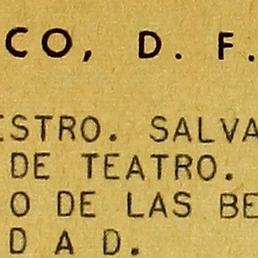 CO, D. F.
ESTRO. SALVA
DE TEATRO.
O DE LAS BE
D A D.